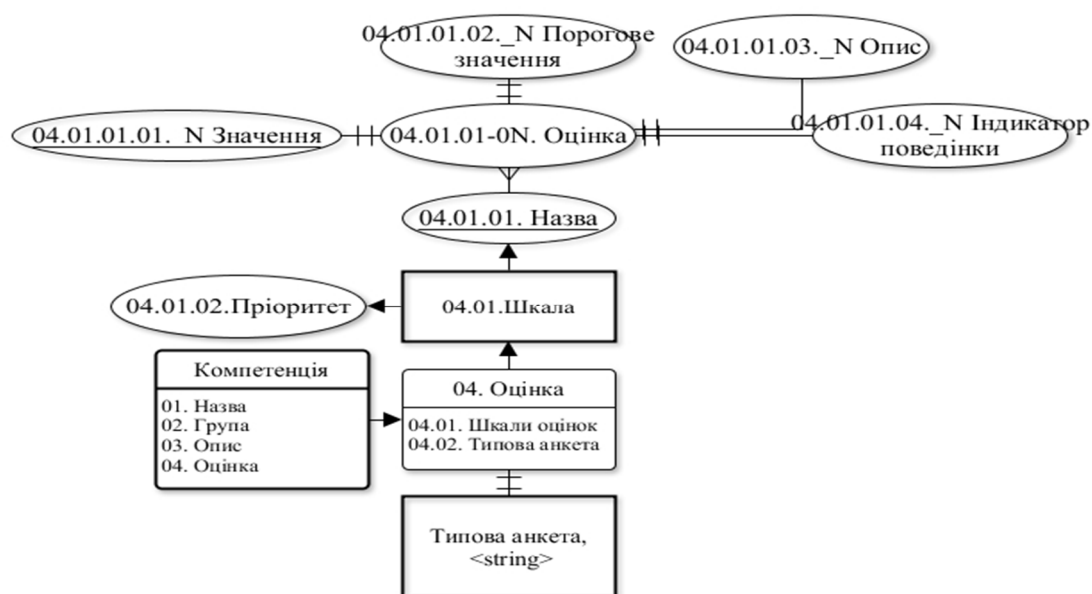 04.01.01.02._N Порогове
значення
04.01.01.03._N Опис
04.01.01.01._N Значення
04.01.01-0N. Оцінка
04.01.01.04._N Індикатор
поведінки
04.01.01. Назва
04.01.02.Пріоритет
04.01.Шкала
Компетенція
01. Назва
02. Група
03. Опис
04. Оцінка
04. Оцінка
04.01. Шкали оцінок
04.02. Типова анкета
Типова анкета,
<string>